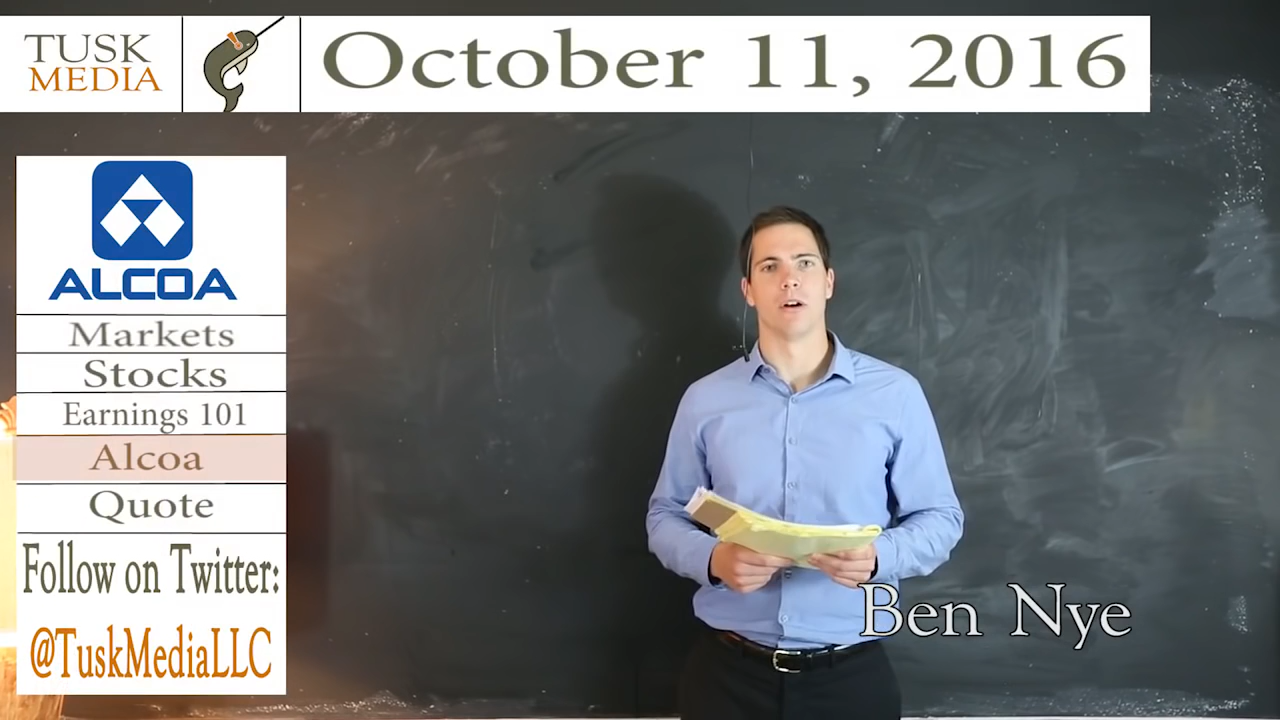 TUSK
MEDIA
October 11, 2016
ALCOA
Markets
Stocks
Earnings 101
Alcoa
Quote
Follow on Twitter:
@TuskMediaLLC
Ben Nye